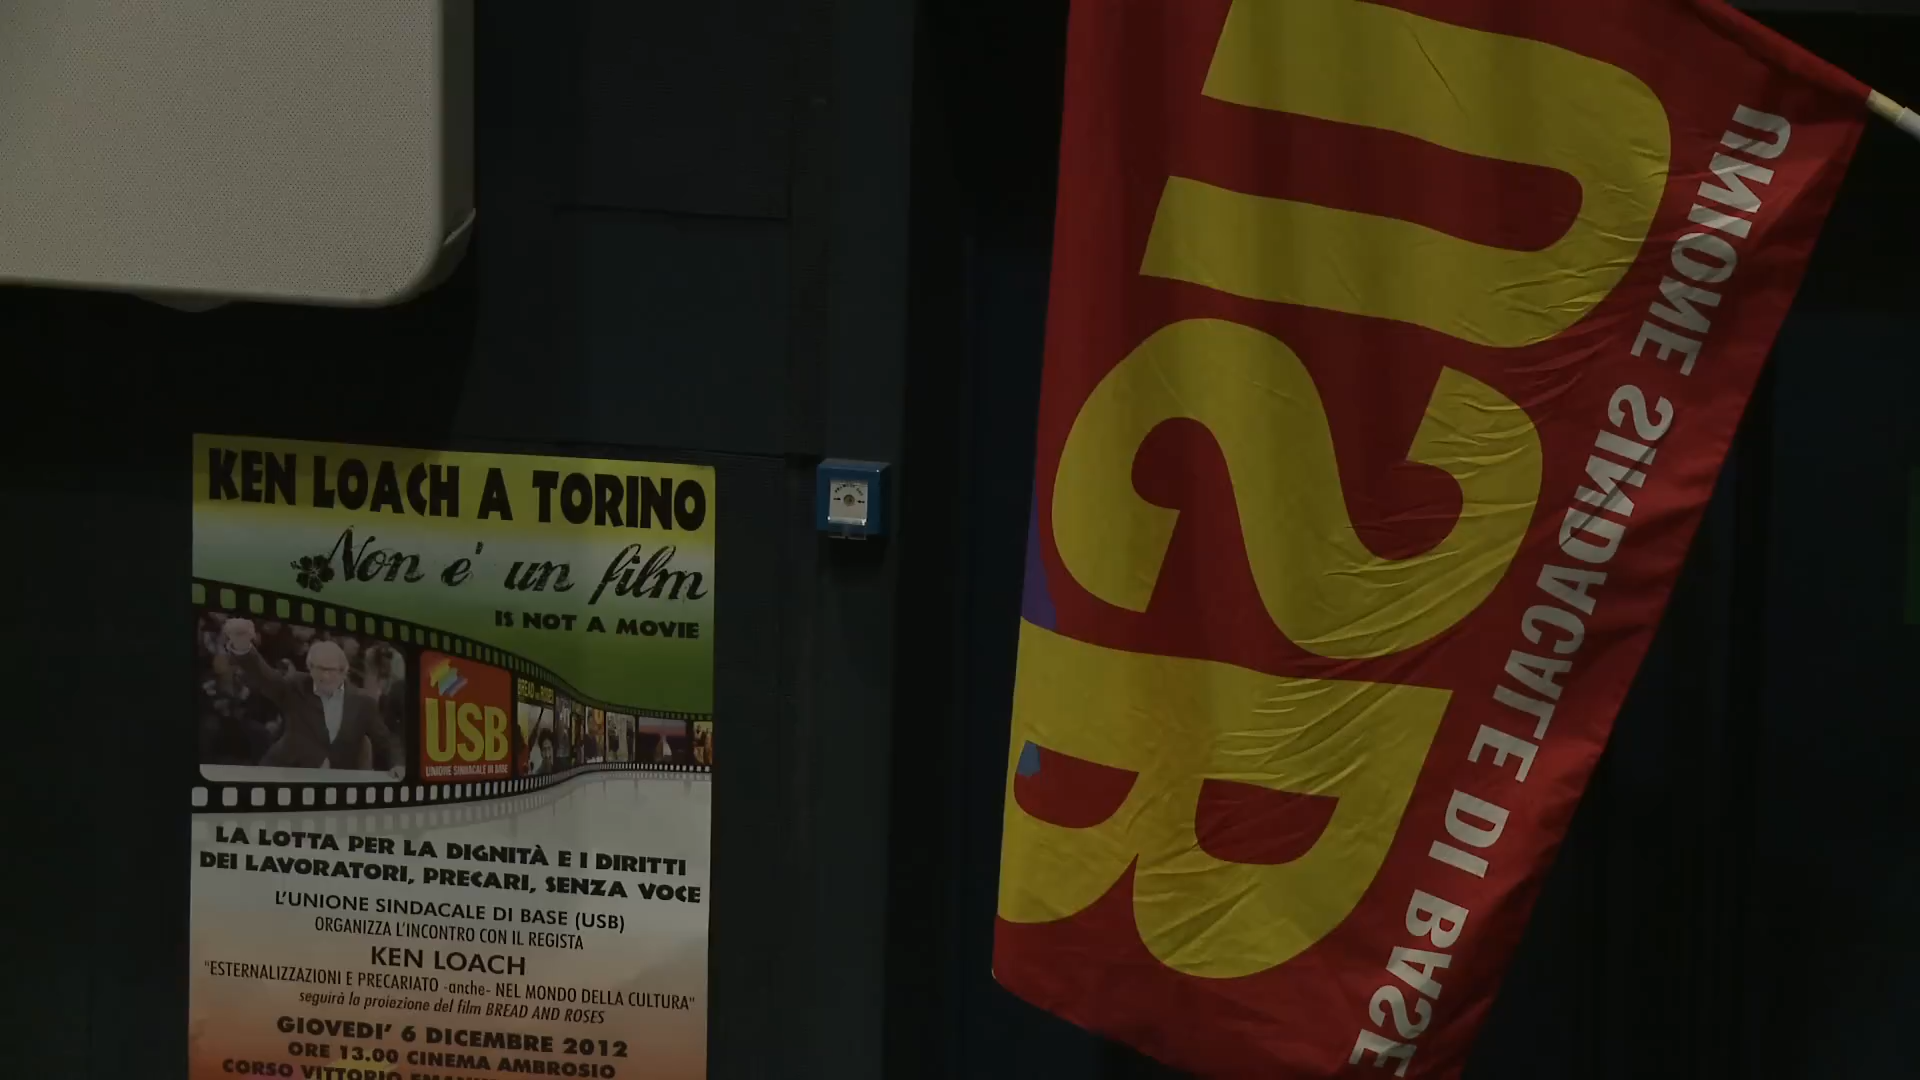 KEN LOACH A TORINO
Non e' un film
IS NOT A MOVIE
BREAD AND ROSES
USB
UNIONE SINDACALE DI BASE
LA LOTTA PER LA DIGNITÀ E I DIRITTI
DEI LAVORATORI, PRECARI, SENZA VOCE
L'UNIONE SINDACALE DI BASE (USB)
ORGANIZZA L'INCONTRO CON IL REGISTA
KEN LOACH
"ESTERNALIZZAZIONI E PRECARIATO -anche- NEL MONDO DELLA CULTURA"
seguirà la proiezione del film BREAD AND ROSES
GIOVEDI' 6 DICEMBRE 2012
ORE 13.00 CINEMA AMBROSIO
CORSO VITTORIO
USB
UNIONE SINDACALE DI BASE